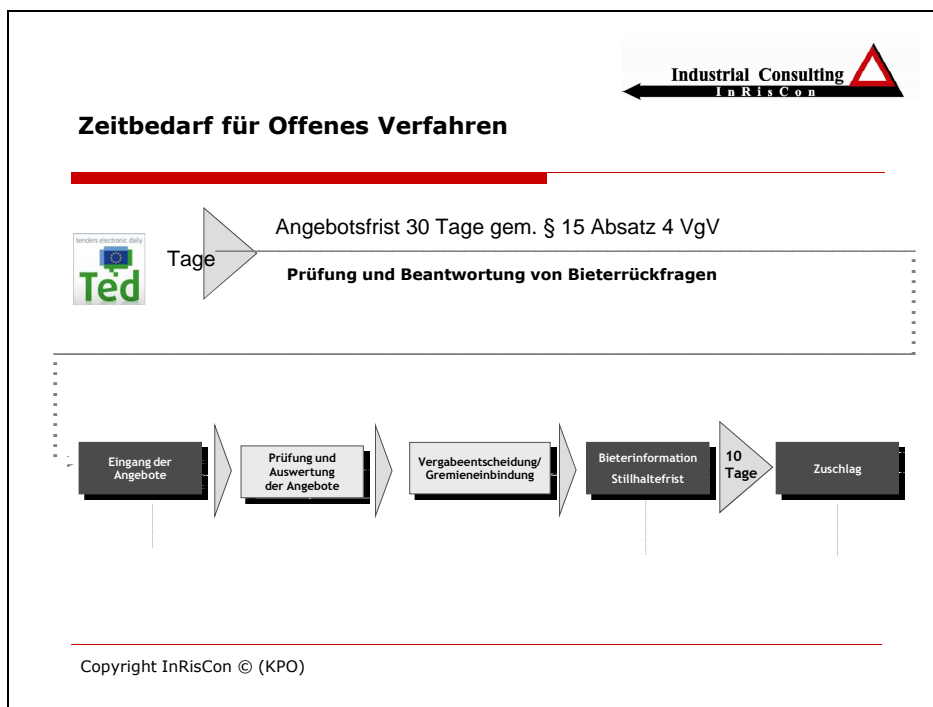 Industrial Consulting
InRisCon
Zeitbedarf für Offenes Verfahren
tenders electronic daily
Ted
Tage
Angebotsfrist 30 Tage gem. § 15 Absatz 4 VgV
Prüfung und Beantwortung von Bieterrückfragen
Eingang der
Angebote
Prüfung und
Auswertung
der Angebote
Vergabeentscheidung/
Gremieneinbindung
Bieterinformation
Stillhaltefrist
10
Tage
Zuschlag
Copyright InRisCon © (KPO)